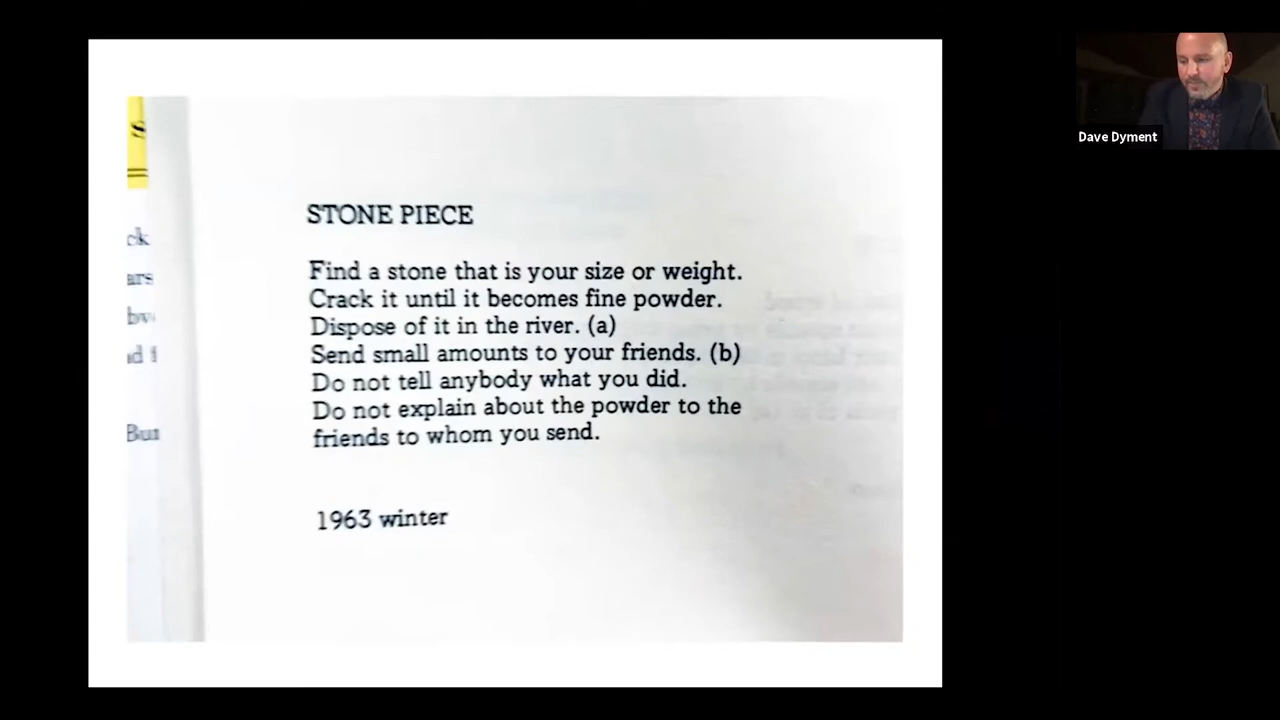 STONE PIECE
Find a stone that is your size or weight.
Crack it until it becomes fine powder.
Dispose of it in the river. (a)
Send small amounts to your friends. (b)
Do not tell anybody what you did.
Do not explain about the powder to the
friends to whom you send.
1963 winter
Dave Dyment